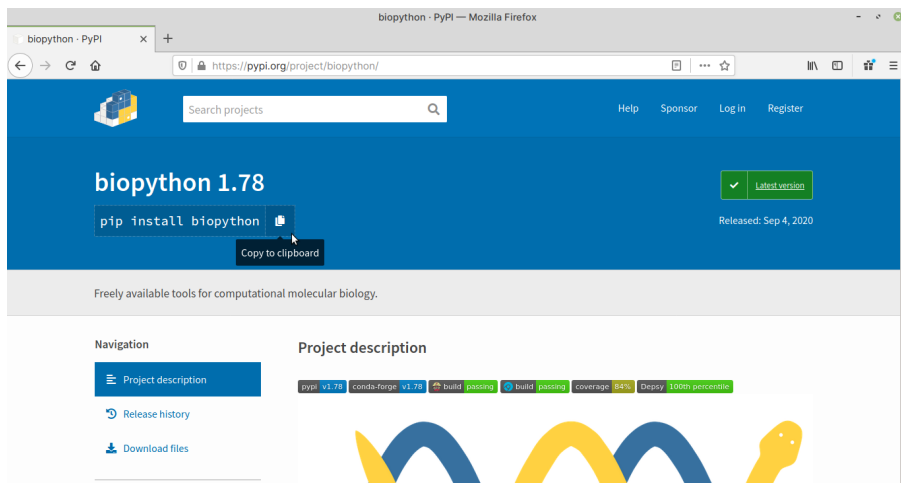 biopython · PyPI — Mozilla Firefox
biopython · PyPI
https://pypi.org/project/biopython/
Search projects
Help Sponsor Log in Register
biopython 1.78
Latest version
pip install biopython
Released: Sep 4, 2020
Copy to clipboard
Freely available tools for computational molecular biology.
Navigation
Project description
Release history
Download files
Project description
pypi v1.78 conda-forge v1.78 build passing build passing coverage 84% Depsy 100th percentile